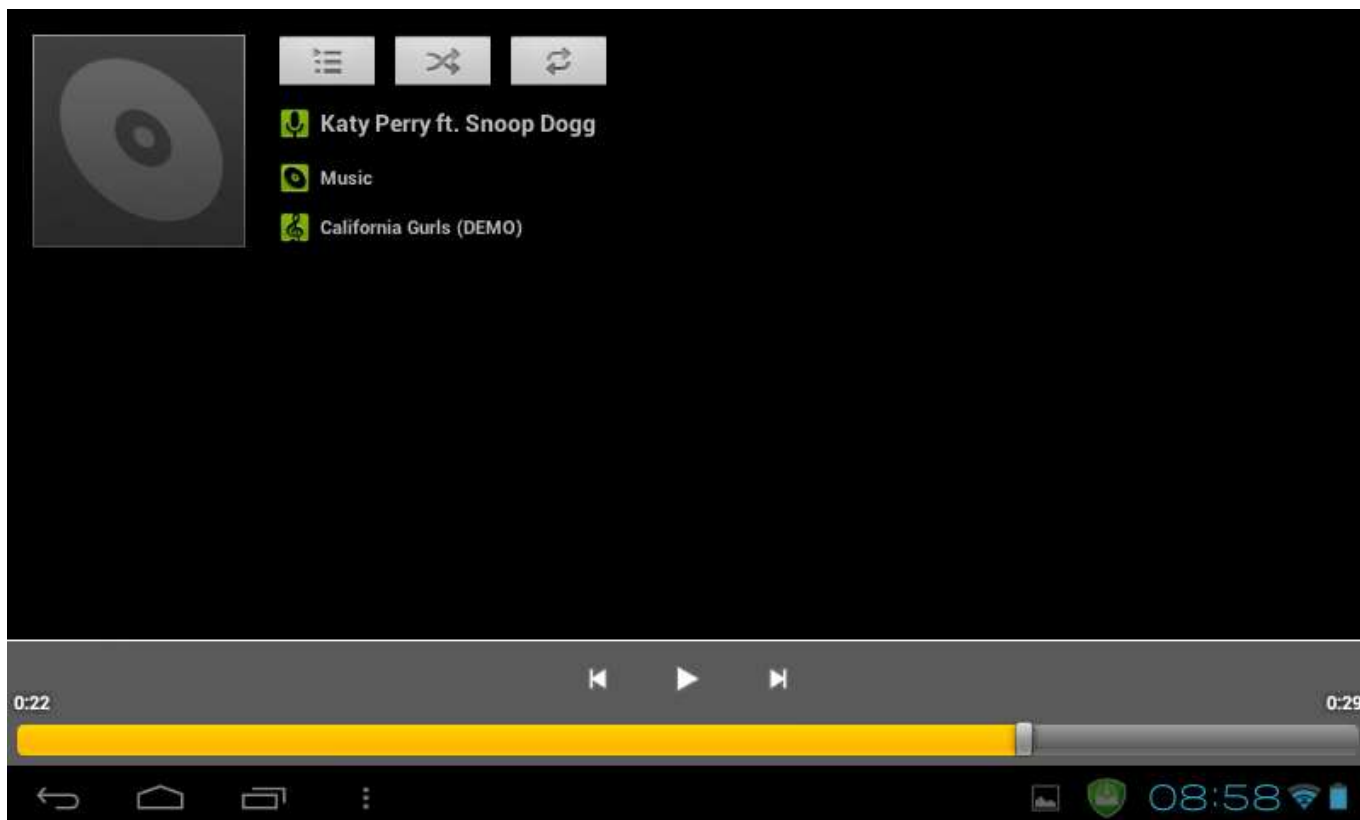 Katy Perry ft. Snoop Dogg
Music
California Gurls (DEMO)
0:22
0:29
08:58